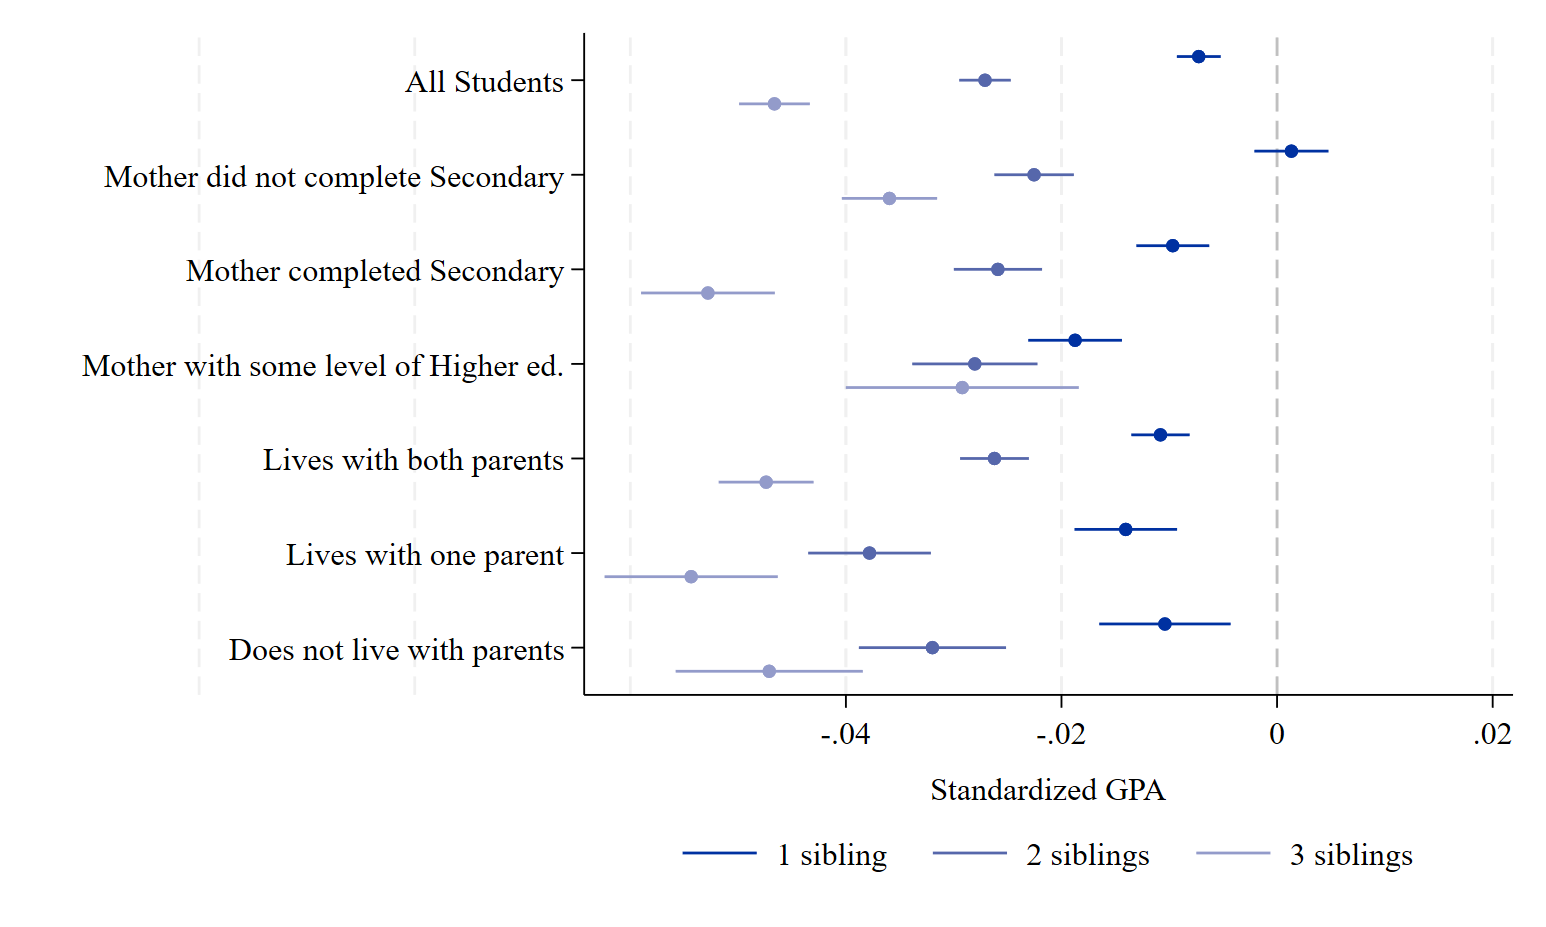 All Students
Mother did not complete Secondary
Mother completed Secondary
Mother with some level of Higher ed.
Lives with both parents
Lives with one parent
Does not live with parents
-.04 -.02 0 .02
Standardized GPA
1 sibling 2 siblings 3 siblings